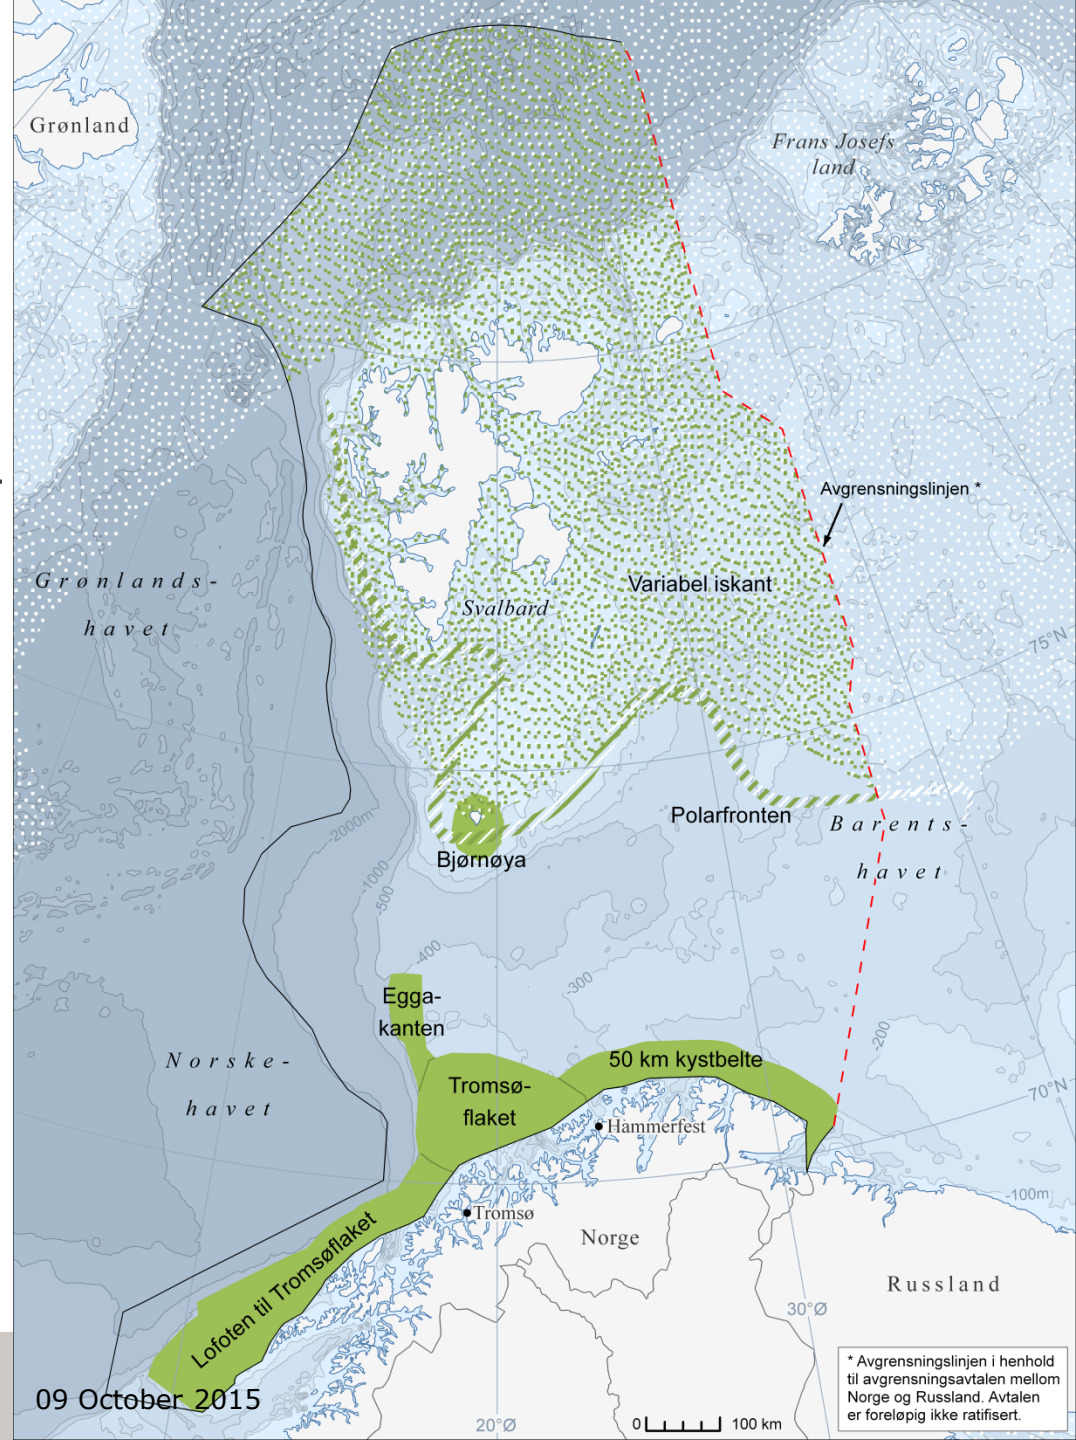 Grønland
Frans Josefs
land
Avgrensningslinjen *
Grønlands-
havet
Variabel iskant
Svalbard
75°N
Polarfronten
Barents-
havet
-2000m
Bjørnøya
-1000
-500
-400
-300
-200
Egga-
kanten
Norske-
havet
50 km kystbelte
Tromsø-
flaket
70°N
Hammerfest
-100m
Tromsø
Lofoten til Tromsøflaket
Norge
Russland
30°Ø
20°Ø
0 100 km
* Avgrensningslinjen i henhold
til avgrensningsavtalen mellom
Norge og Russland. Avtalen
er foreløpig ikke ratifisert.
09 October 2015